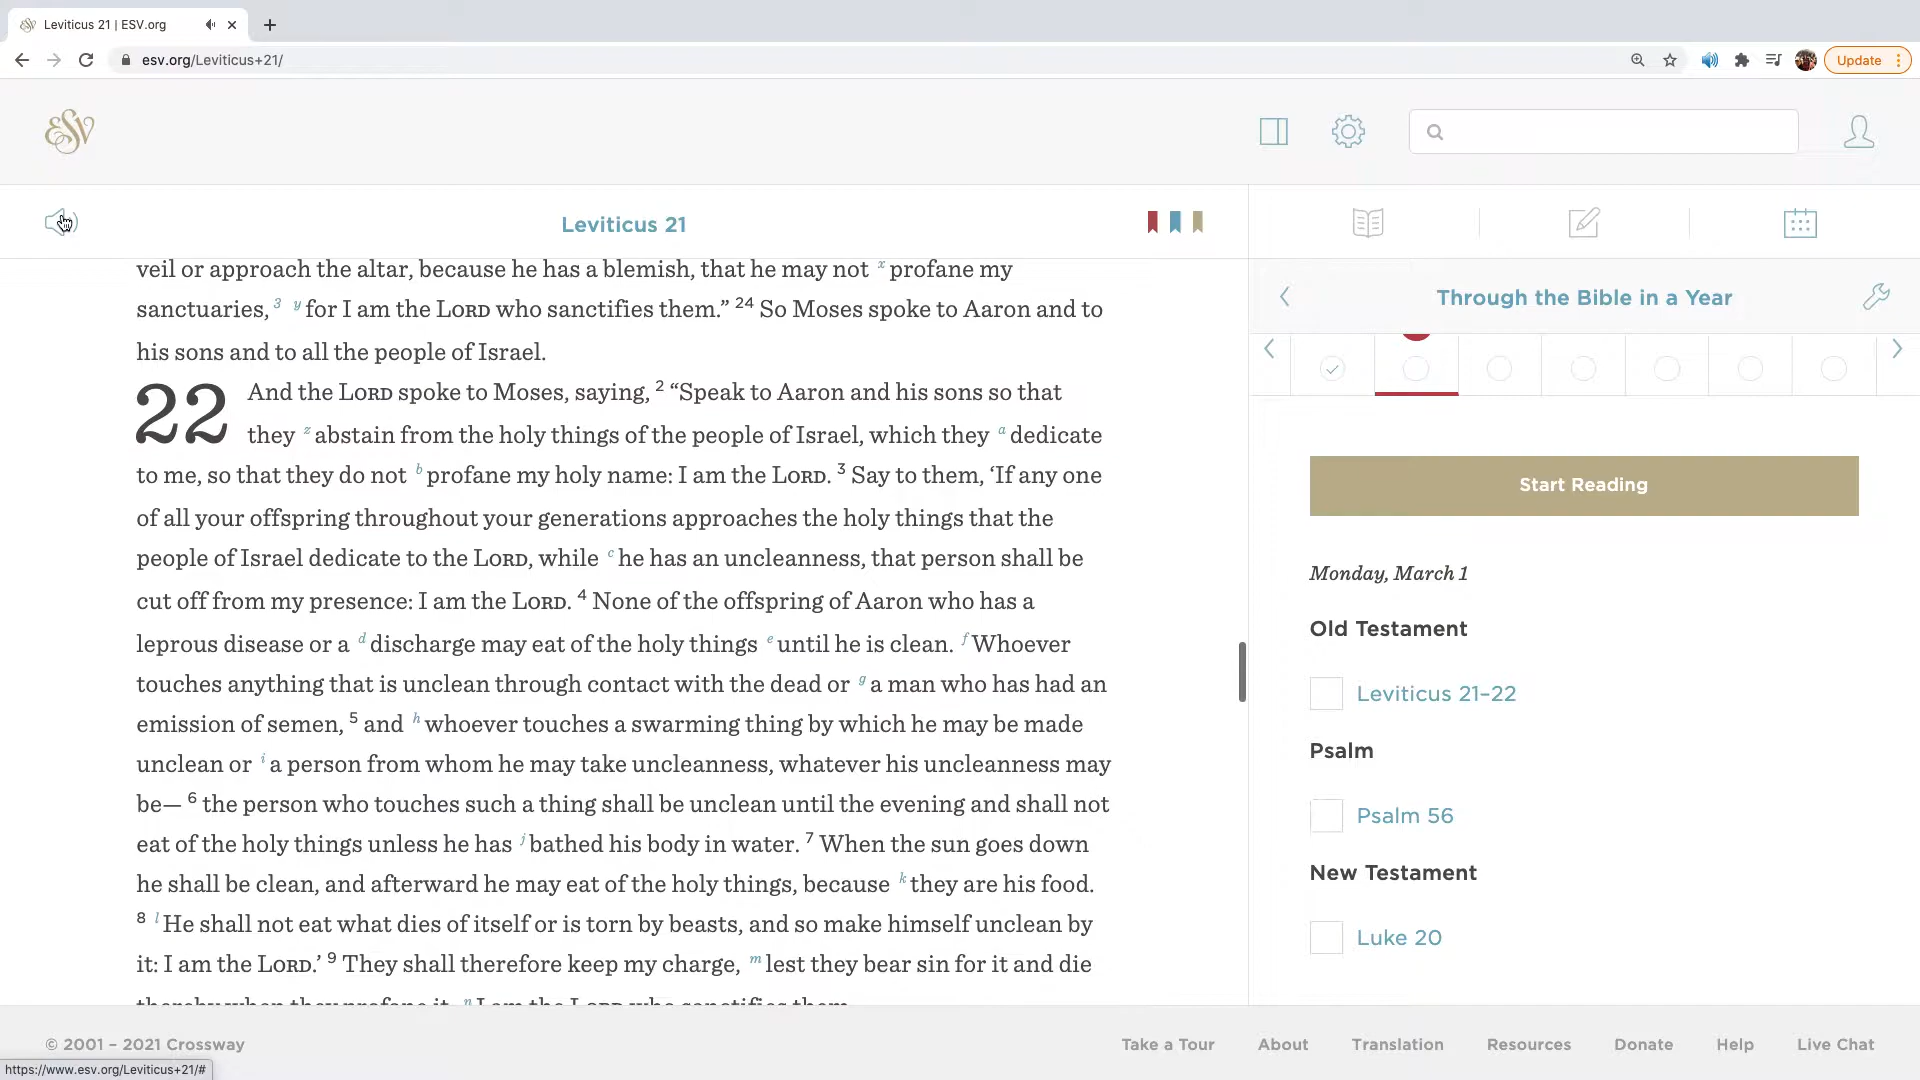 Leviticus 21 | ESV.org
esv.org/Leviticus+21/
Update
ESV
Leviticus 21
veil or approach the altar, because he has a blemish, that he may not x profane my
sanctuaries, 3 y for I am the LORD who sanctifies them.” 24 So Moses spoke to Aaron and to
his sons and to all the people of Israel.
22 And the LORD spoke to Moses, saying, 2 “Speak to Aaron and his sons so that
they z abstain from the holy things of the people of Israel, which they a dedicate
to me, so that they do not b profane my holy name: I am the LORD. 3 Say to them, ‘If any one
of all your offspring throughout your generations approaches the holy things that the
people of Israel dedicate to the LORD, while c he has an uncleanness, that person shall be
cut off from my presence: I am the LORD. 4 None of the offspring of Aaron who has a
leprous disease or a d discharge may eat of the holy things e until he is clean. f Whoever
touches anything that is unclean through contact with the dead or g a man who has had an
emission of semen, 5 and h whoever touches a swarming thing by which he may be made
unclean or i a person from whom he may take uncleanness, whatever his uncleanness may
be— 6 the person who touches such a thing shall be unclean until the evening and shall not
eat of the holy things unless he has j bathed his body in water. 7 When the sun goes down
he shall be clean, and afterward he may eat of the holy things, because k they are his food.
8 l He shall not eat what dies of itself or is torn by beasts, and so make himself unclean by
it: I am the LORD.’ 9 They shall therefore keep my charge, m lest they bear sin for it and die
thereby when they profane it: n I am the LORD who sanctifies them.
Through the Bible in a Year
Start Reading
Monday, March 1
Old Testament
Leviticus 21–22
Psalm
Psalm 56
New Testament
Luke 20
© 2001 – 2021 Crossway
Take a Tour About Translation Resources Donate Help Live Chat
https://www.esv.org/Leviticus+21/#